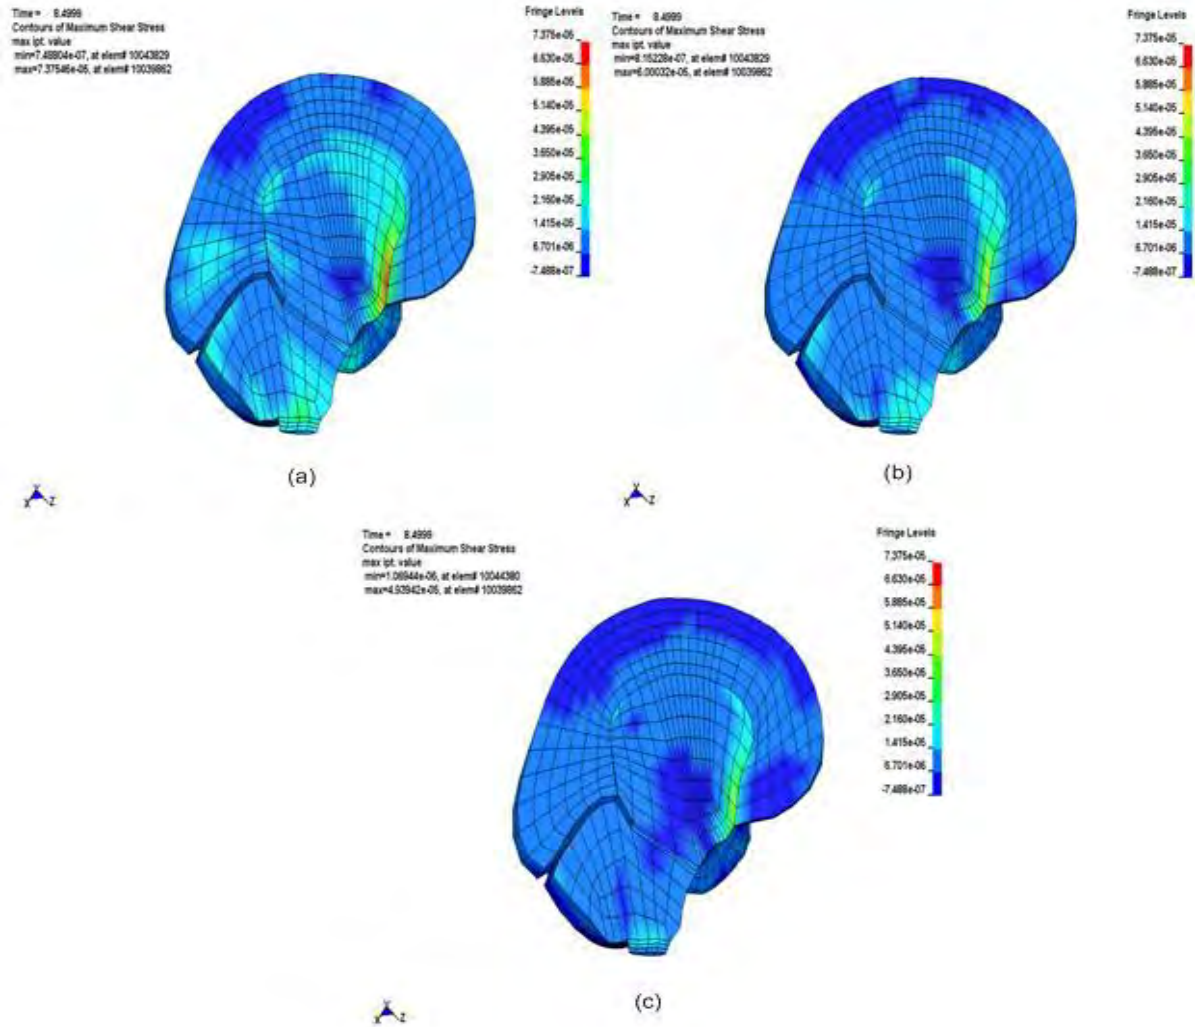 Time = 8.4999
Contours of Maximum Shear Stress
max ipt. value
min=7.48804e-07, at elem# 10043829
max=7.37546e-05, at elem# 10039862
Fringe Levels
7.375e-05
6.630e-05
5.885e-05
5.140e-05
4.395e-05
3.650e-05
2.905e-05
2.160e-05
1.415e-05
6.701e-06
-7.488e-07
Y
X Z
(a)
Time = 8.4999
Contours of Maximum Shear Stress
max ipt. value
min=8.15228e-07, at elem# 10043829
max=6.00032e-05, at elem# 10039862
Fringe Levels
7.375e-05
6.630e-05
5.885e-05
5.140e-05
4.395e-05
3.650e-05
2.905e-05
2.160e-05
1.415e-05
6.701e-06
-7.488e-07
Y
X Z
(b)
Time = 8.4999
Contours of Maximum Shear Stress
max ipt. value
min=1.06944e-06, at elem# 10044380
max=4.93942e-05, at elem# 10039862
Fringe Levels
7.375e-05
6.630e-05
5.885e-05
5.140e-05
4.395e-05
3.650e-05
2.905e-05
2.160e-05
1.415e-05
6.701e-06
-7.488e-07
Y
X Z
(c)